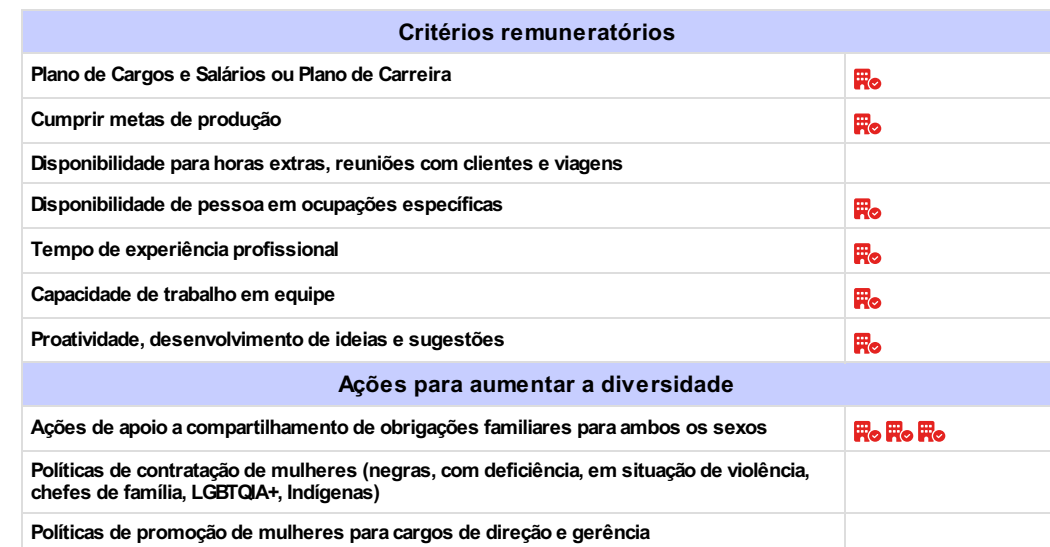 Critérios remuneratórios
Plano de Cargos e Salários ou Plano de Carreira
Cumprir metas de produção
Disponibilidade para horas extras, reuniões com clientes e viagens
Disponibilidade de pessoa em ocupações específicas
Tempo de experiência profissional
Capacidade de trabalho em equipe
Proatividade, desenvolvimento de ideias e sugestões
Ações para aumentar a diversidade
Ações de apoio a compartilhamento de obrigações familiares para ambos os sexos
Políticas de contratação de mulheres (negras, com deficiência, em situação de violência,
chefes de família, LGBTQIA+, Indígenas)
Políticas de promoção de mulheres para cargos de direção e gerência